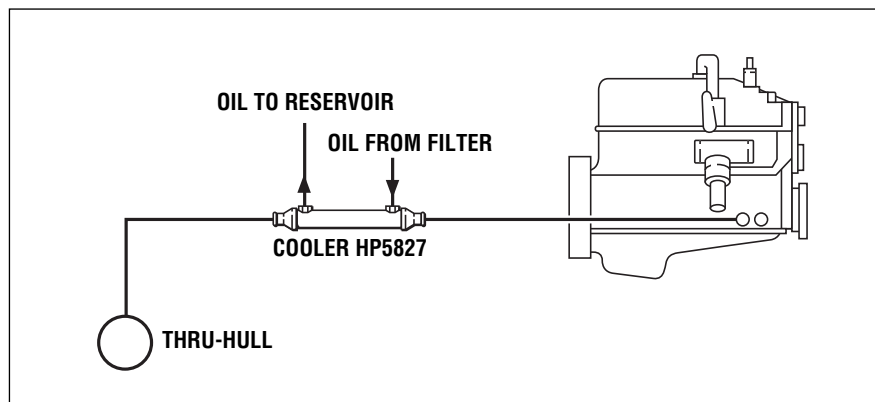 OIL TO RESERVOIR
OIL FROM FILTER
COOLER HP5827
THRU-HULL